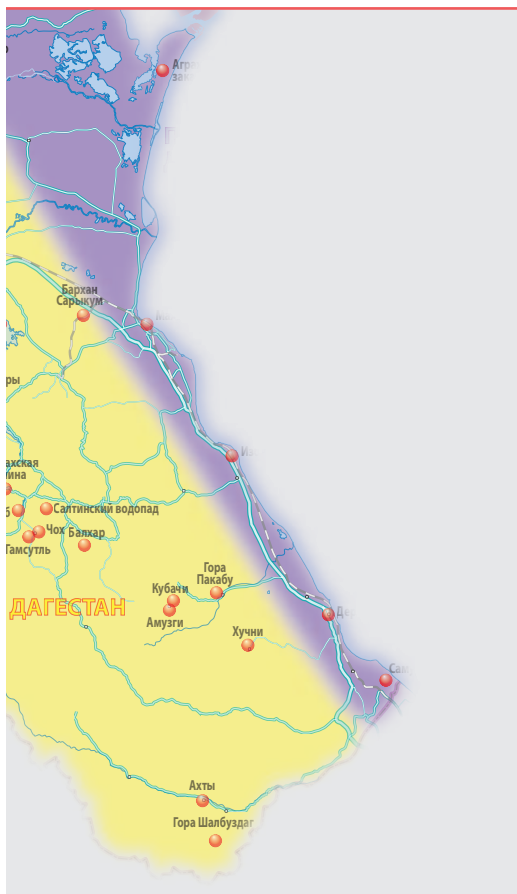 Бархан
Сарыкум
Салтинский водопад
Чох
Балхар
Гамсутль
Гора
Пакабу
Кубачи
ДАГЕСТАН
Амузги
Хучни
Ахты
Гора Шалбуздаг